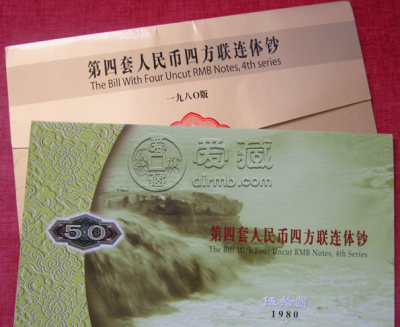 第四套人民币四方联连体钞
The Bill With Four Uncut RMB Notes, 4th series
一九八〇版
爱藏
airmb.com
50
第四套人民币四方联连体钞
The Bill With Four Uncut RMB Notes, 4th Series
伍拾圆
1980